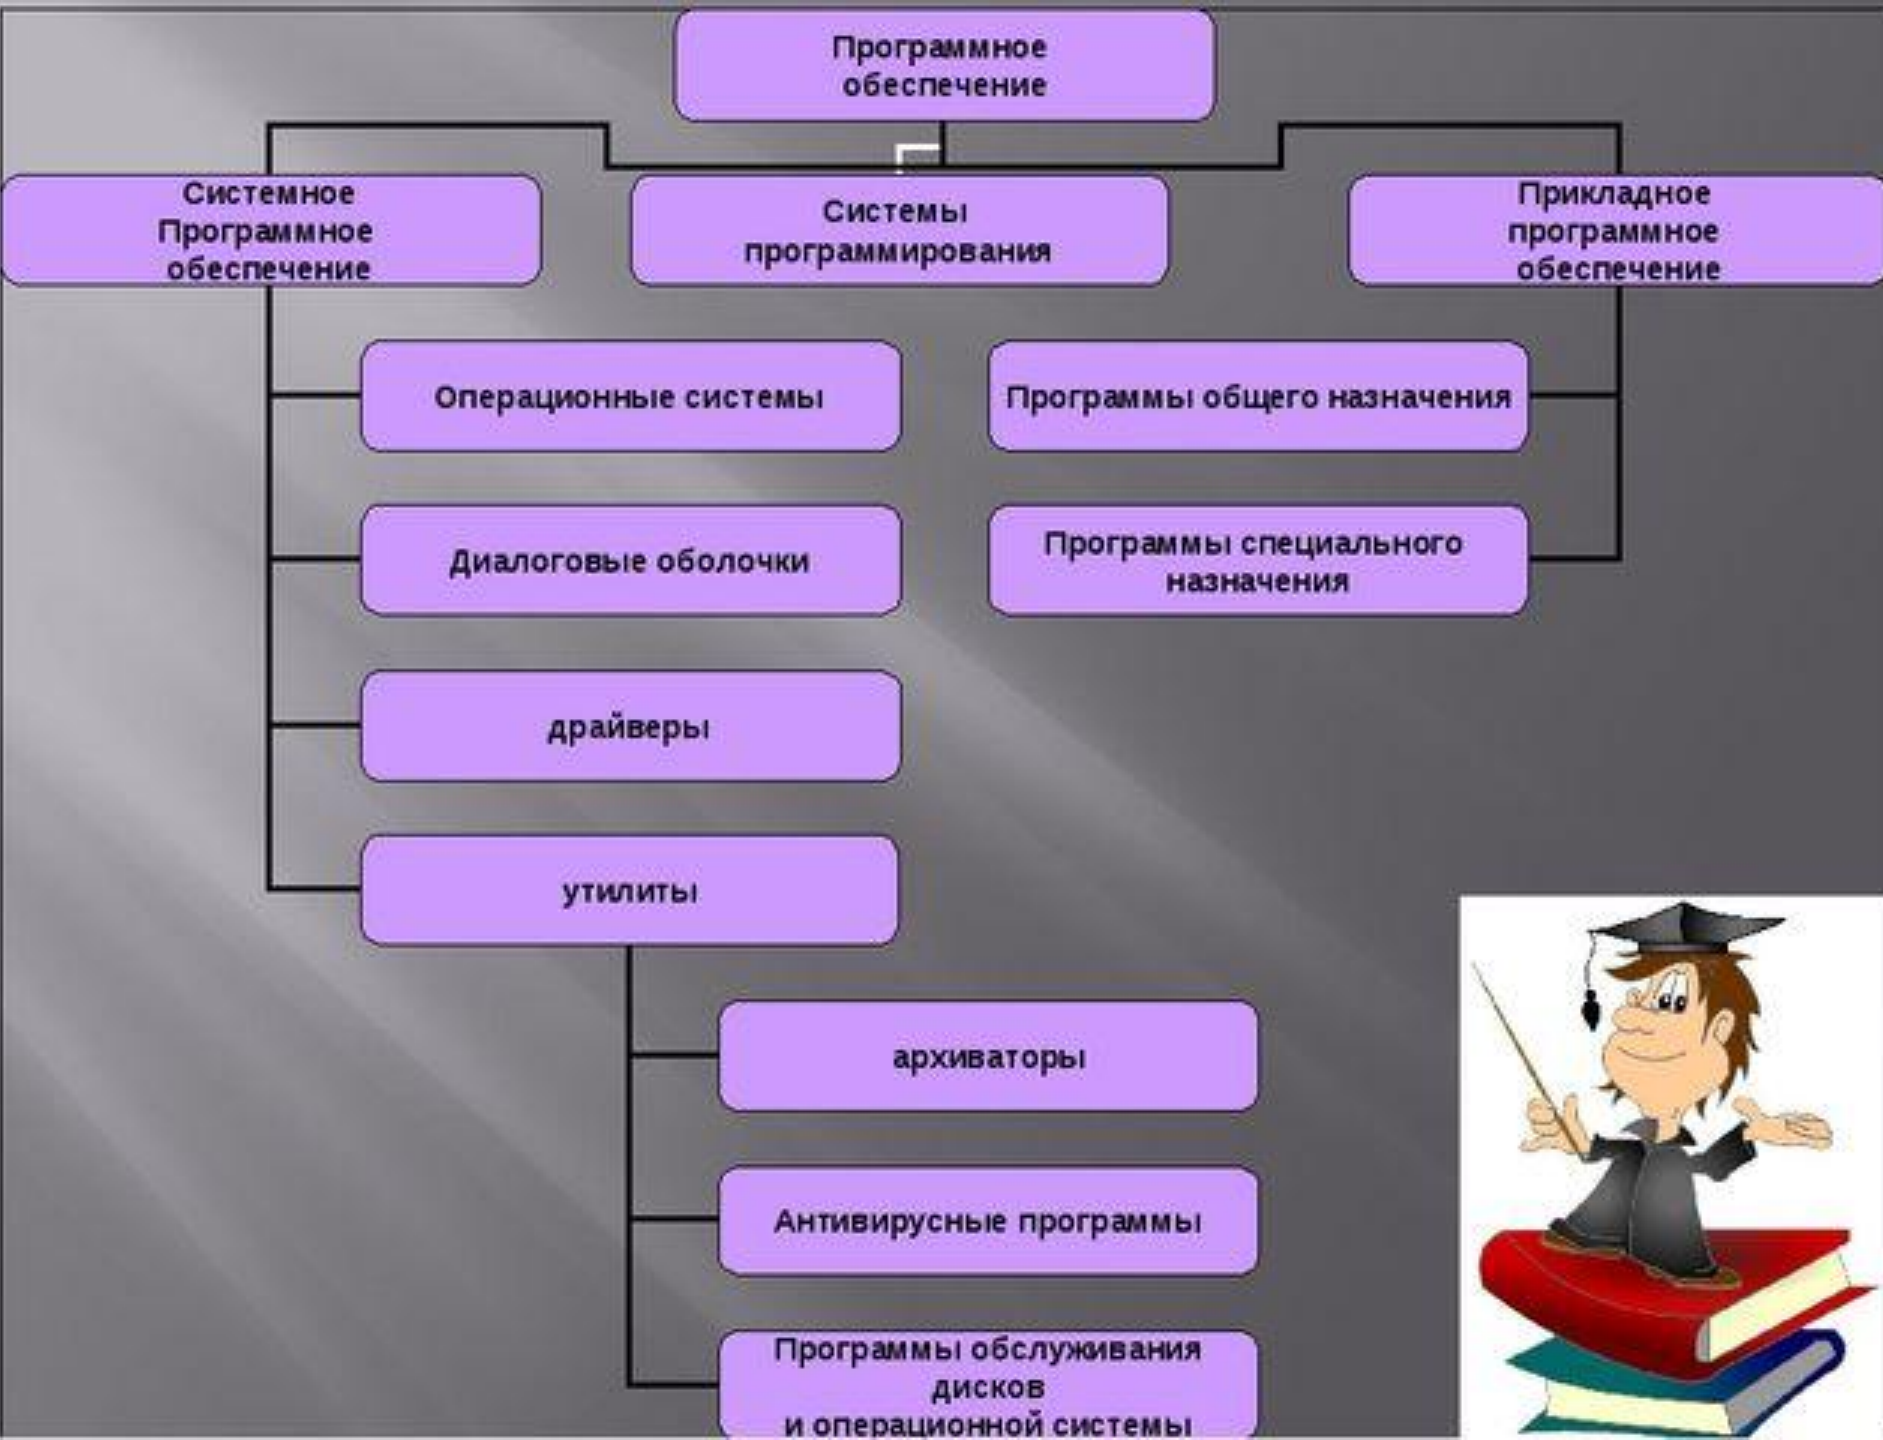 Программное
обеспечение
Системное
Программное
обеспечение
Системы
программирования
Прикладное
программное
обеспечение
Операционные системы
Программы общего назначения
Диалоговые оболочки
Программы специального
назначения
драйверы
утилиты
архиваторы
Антивирусные программы
Программы обслуживания
дисков
и операционной системы